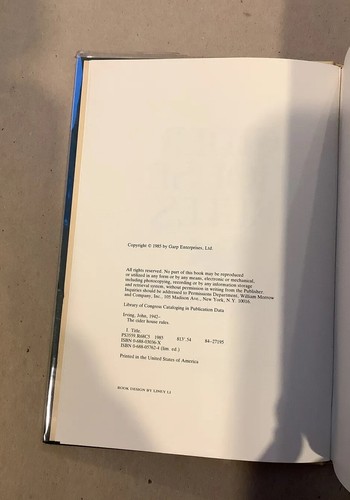 Copyright © 1985 by Garp Enterprises, Ltd.
All rights reserved. No part of this book may be reproduced
or utilized in any form or by any means, electronic or mechanical,
including photocopying, recording or by any information storage
and retrieval system, without permission in writing from the Publisher.
Inquiries should be addressed to Permissions Department, William Morrow
and Company, Inc., 105 Madison Ave., New York, N.Y. 10016.
Library of Congress Cataloging in Publication Data
Irving, John, 1942–
The cider house rules.
I. Title.
PS3559.R68C5 1985 813'.54 84-27195
ISBN 0-688-03036-X
ISBN 0-688-05762-4 (lim. ed.)
Printed in the United States of America
BOOK DESIGN BY LINEY LI